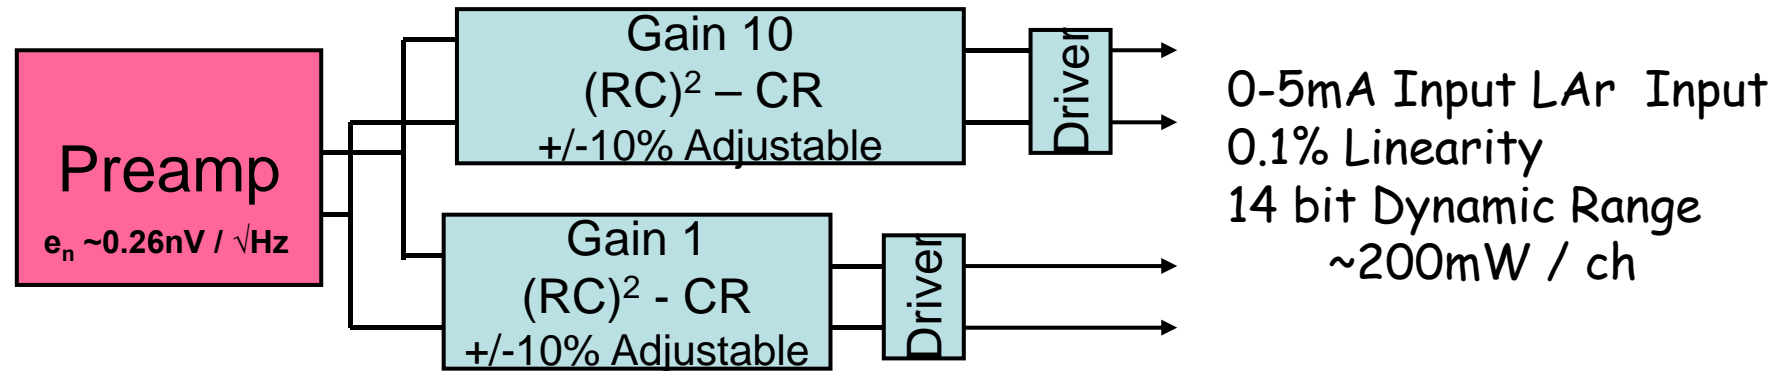 Preamp
eₙ ~0.26nV / √Hz
Gain 10
(RC)² – CR
+/-10% Adjustable
Driver
Gain 1
(RC)² - CR
+/-10% Adjustable
Driver
0-5mA Input LAr Input
0.1% Linearity
14 bit Dynamic Range
~200mW / ch